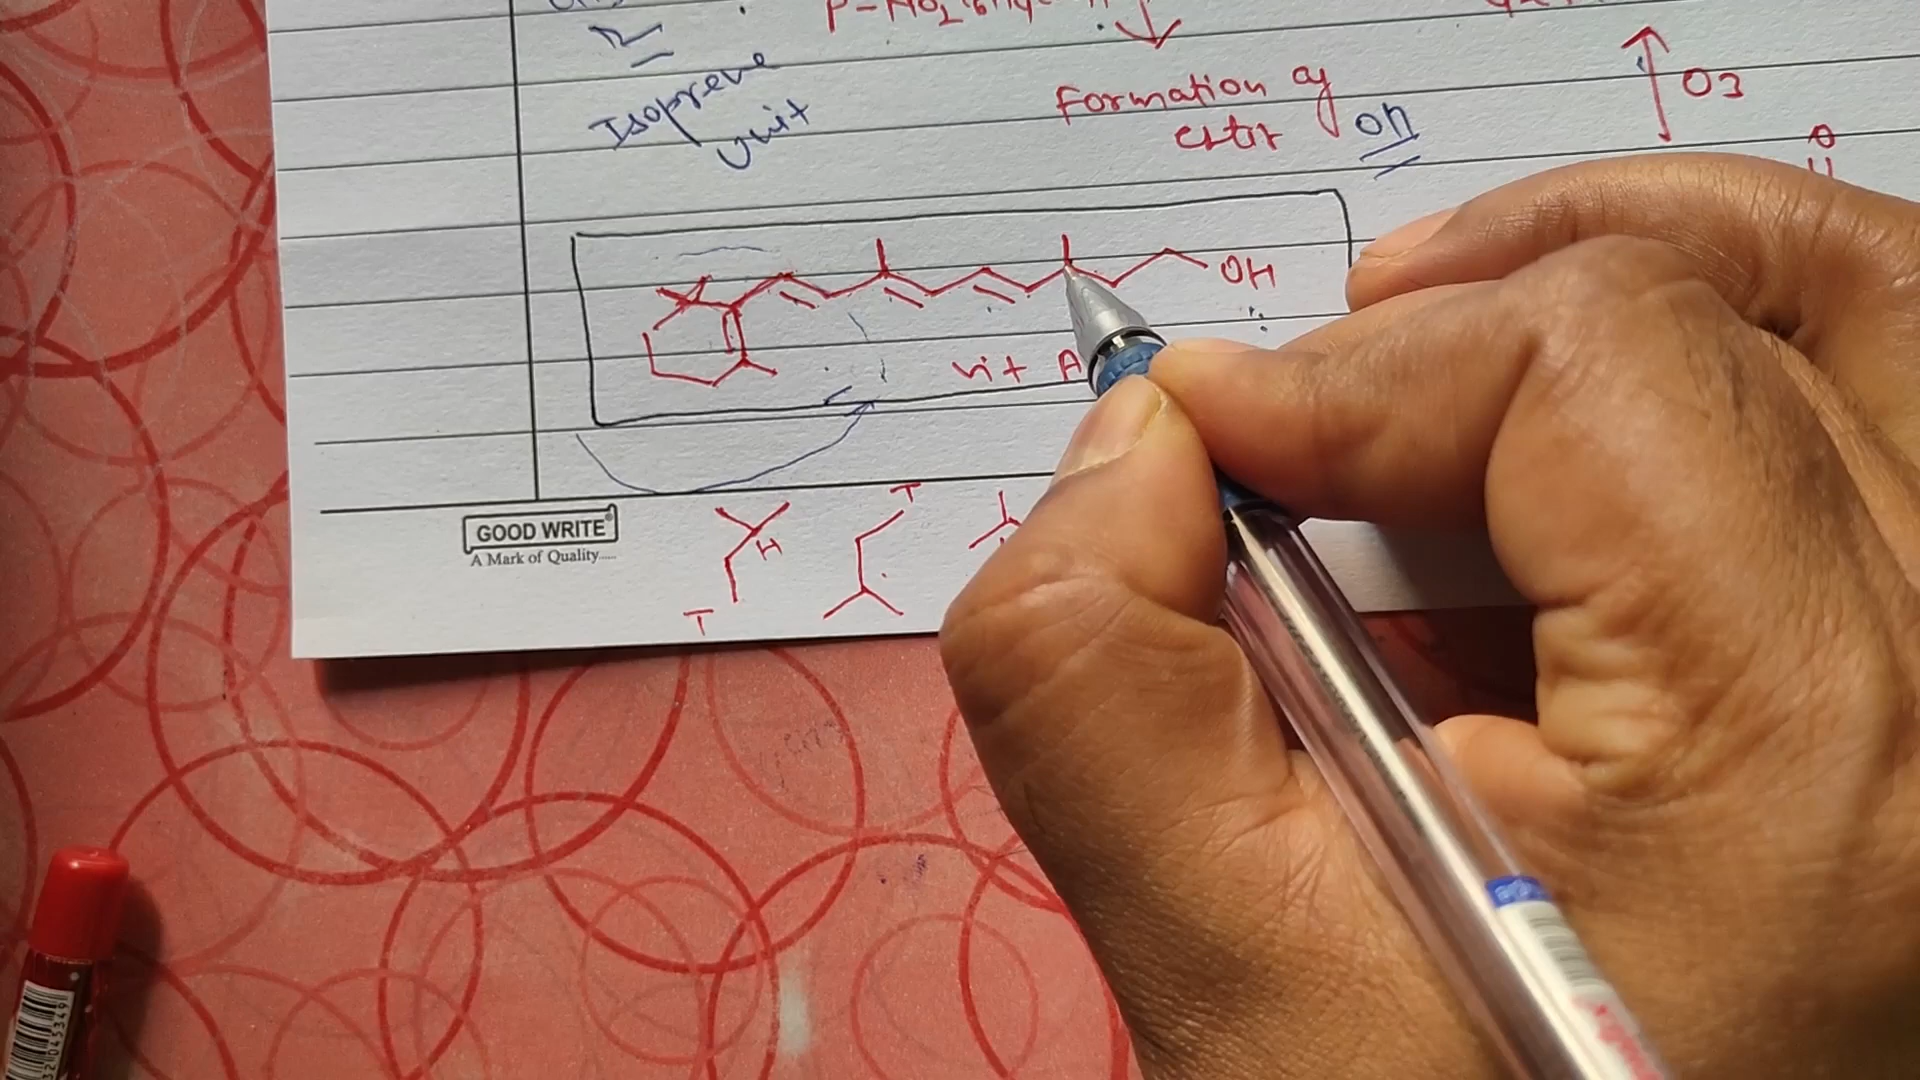 Isoprene
unit
Formation of
ester
OH
O3
O
OH
vit A
GOOD WRITE
A Mark of Quality......
H
T
T